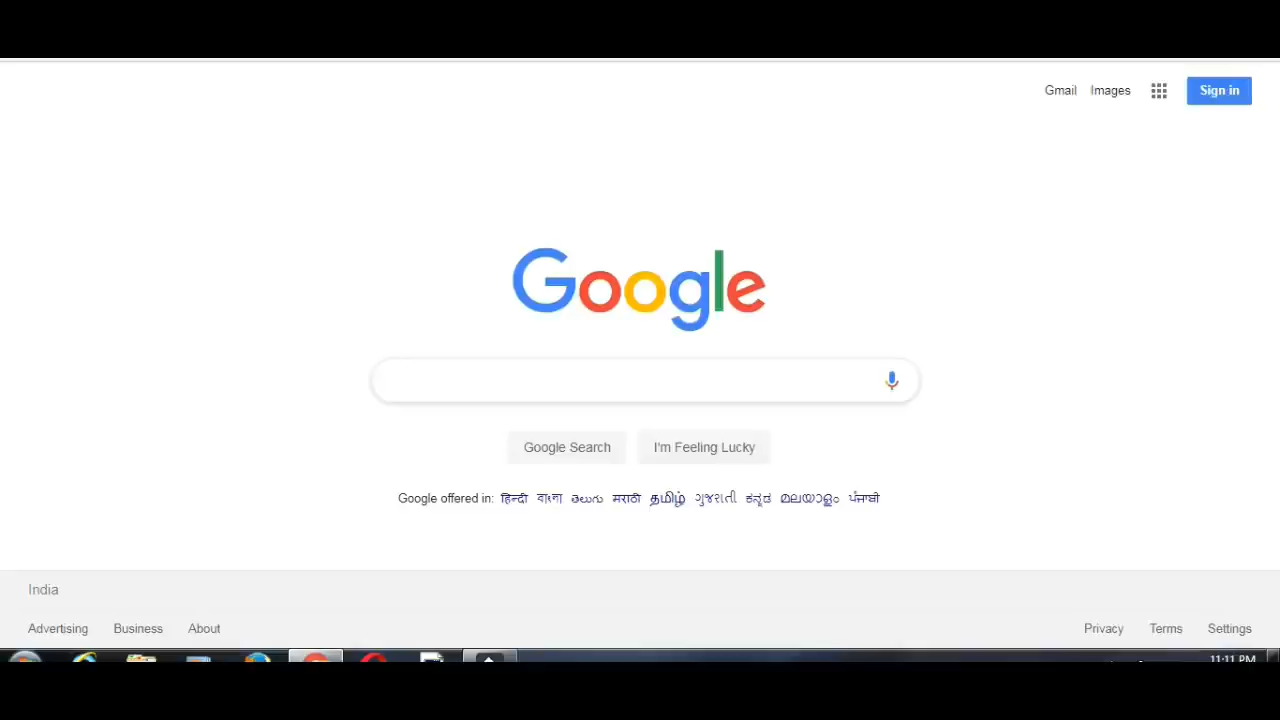 Gmail Images Sign in
Google
Google Search I'm Feeling Lucky
Google offered in: हिन्दी বাংলা తెలుగు मराठी தமிழ் ગુજરાતી ಕನ್ನಡ മലയാളം ਪੰਜਾਬੀ
India
Advertising Business About Privacy Terms Settings
11:11 PM